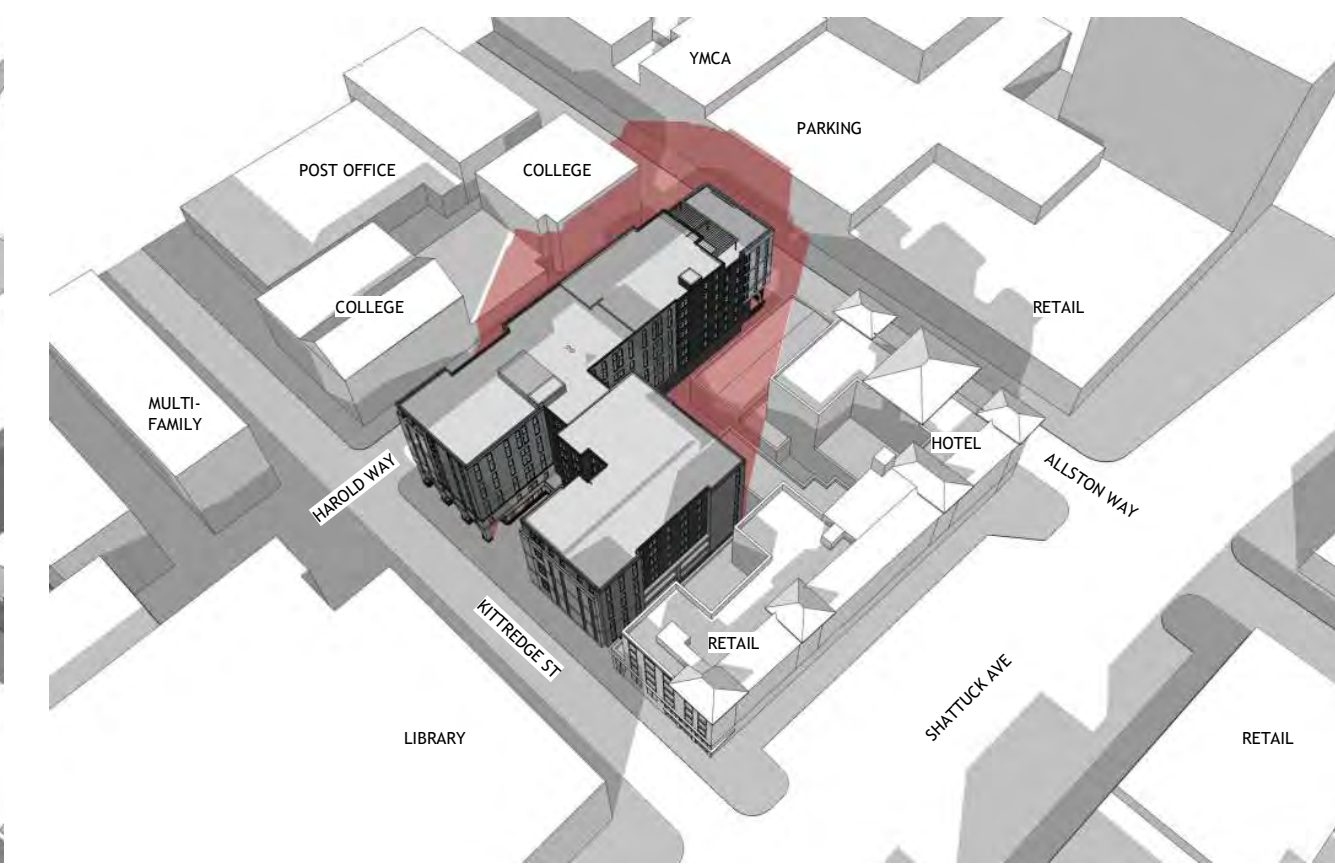 YMCA
PARKING
POST OFFICE
COLLEGE
COLLEGE
RETAIL
MULTI-
FAMILY
HAROLD WAY
HOTEL
ALLSTON WAY
KITTREDGE ST
RETAIL
SHATTUCK AVE
LIBRARY
RETAIL